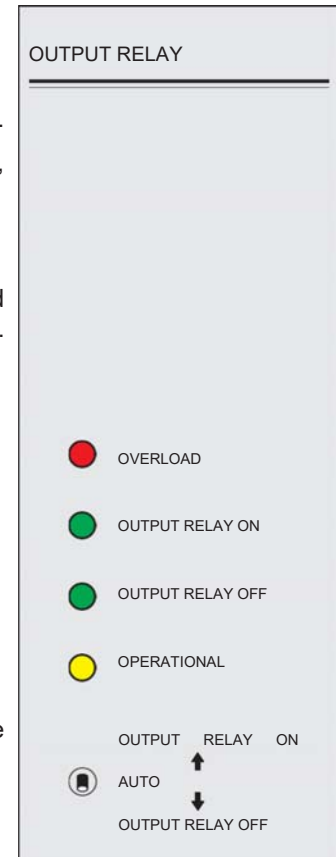 OUTPUT RELAY
OVERLOAD
OUTPUT RELAY ON
OUTPUT RELAY OFF
OPERATIONAL
OUTPUT RELAY ON
AUTO
OUTPUT RELAY OFF